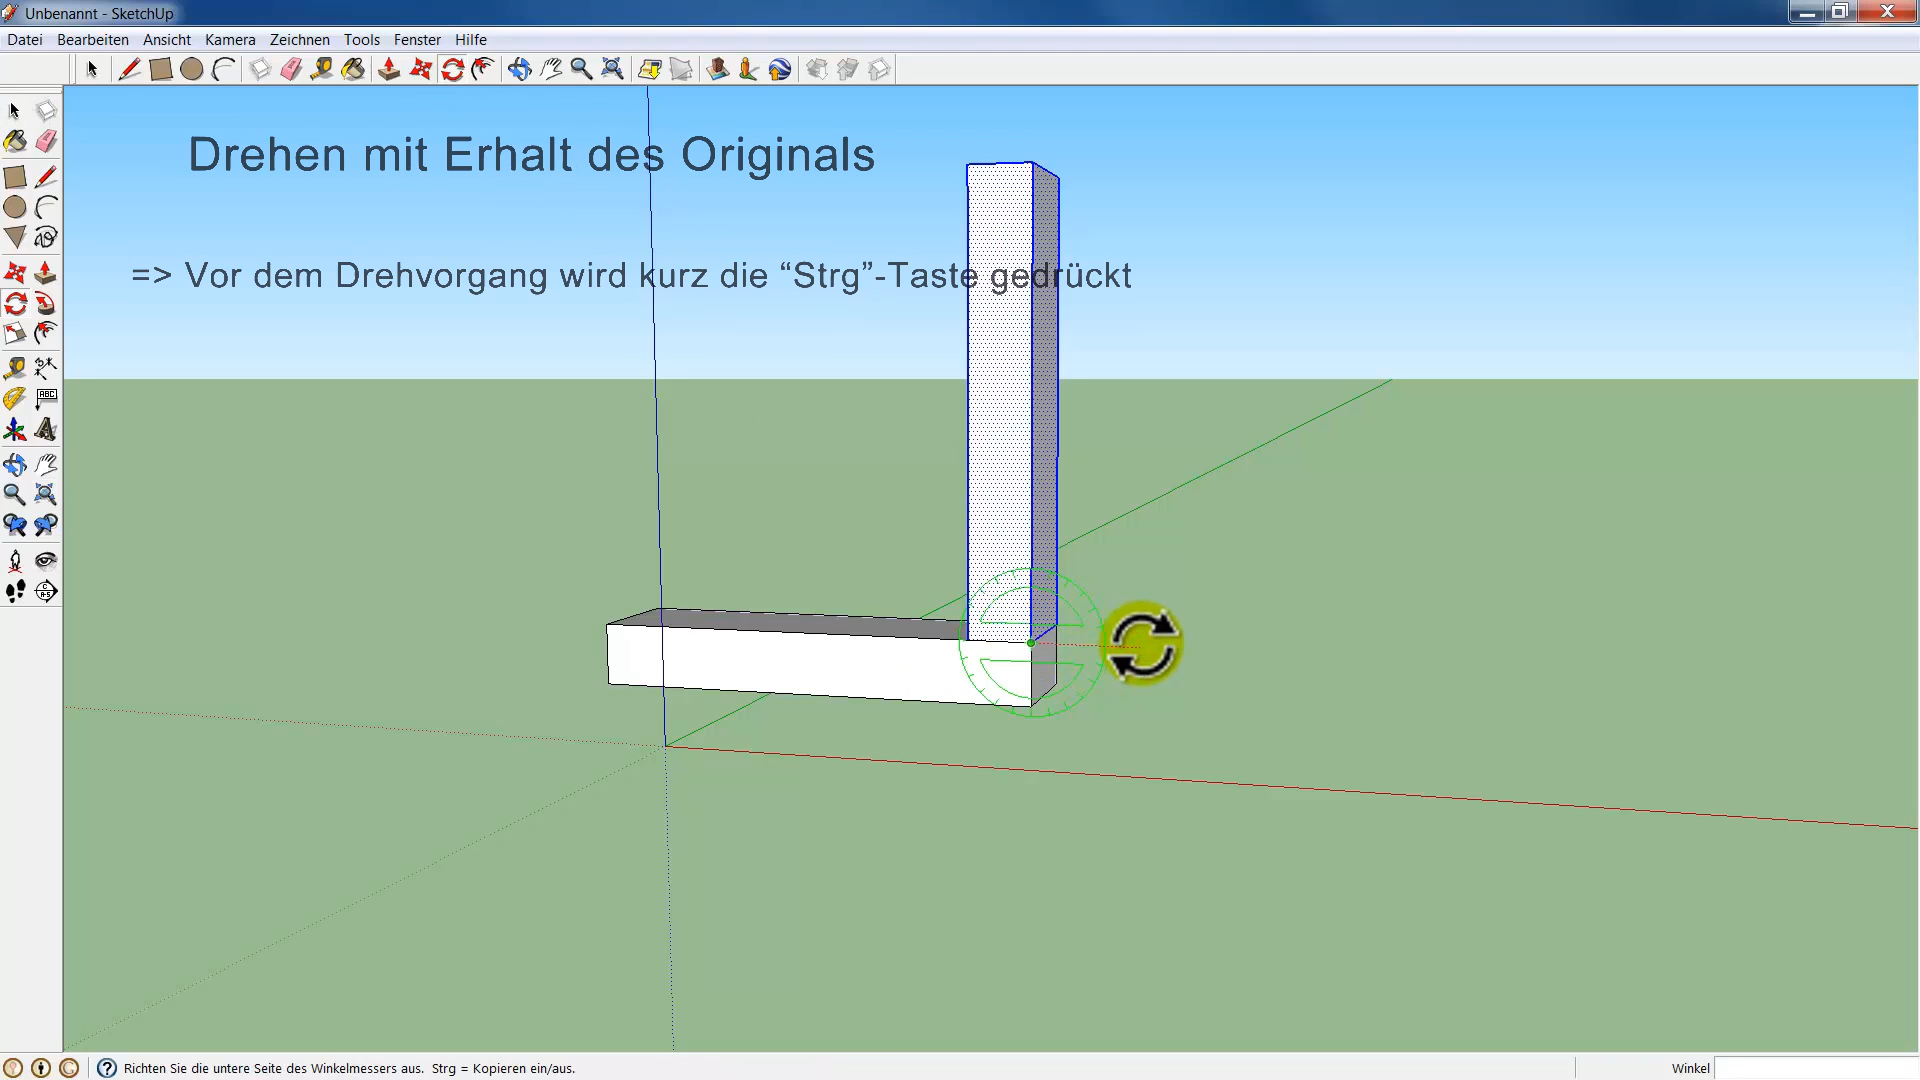 Unbenannt - SketchUp
Datei Bearbeiten Ansicht Kamera Zeichnen Tools Fenster Hilfe
Drehen mit Erhalt des Originals
=> Vor dem Drehvorgang wird kurz die “Strg”-Taste gedrückt
ABC
Richten Sie die untere Seite des Winkelmessers aus. Strg = Kopieren ein/aus.
Winkel